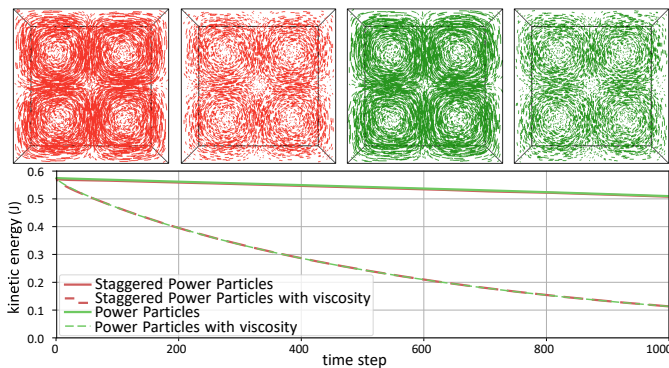 0.6
0.5
0.4
0.3
0.2
0.1
0.0
kinetic energy (J)
Staggered Power Particles
Staggered Power Particles with viscosity
Power Particles
Power Particles with viscosity
0 200 400 600 800 1000
time step